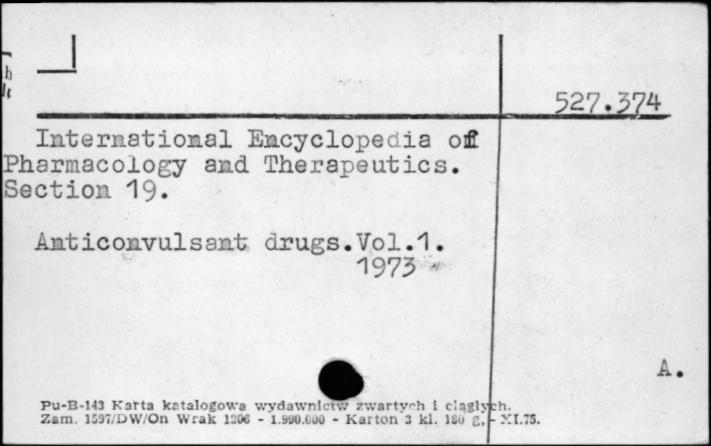 527.374
International Encyclopedia of
Pharmacology and Therapeutics.
Section 19.
Anticonvulsant drugs.Vol.1.
1973
A.
Pu-B-143 Karta katalogowa wydawnictw zwartych i ciągłych.
Zam. 1597/DW/On Wrak 1206 - 1.990.000 - Karton 3 kl. 180 g. - XI.75.